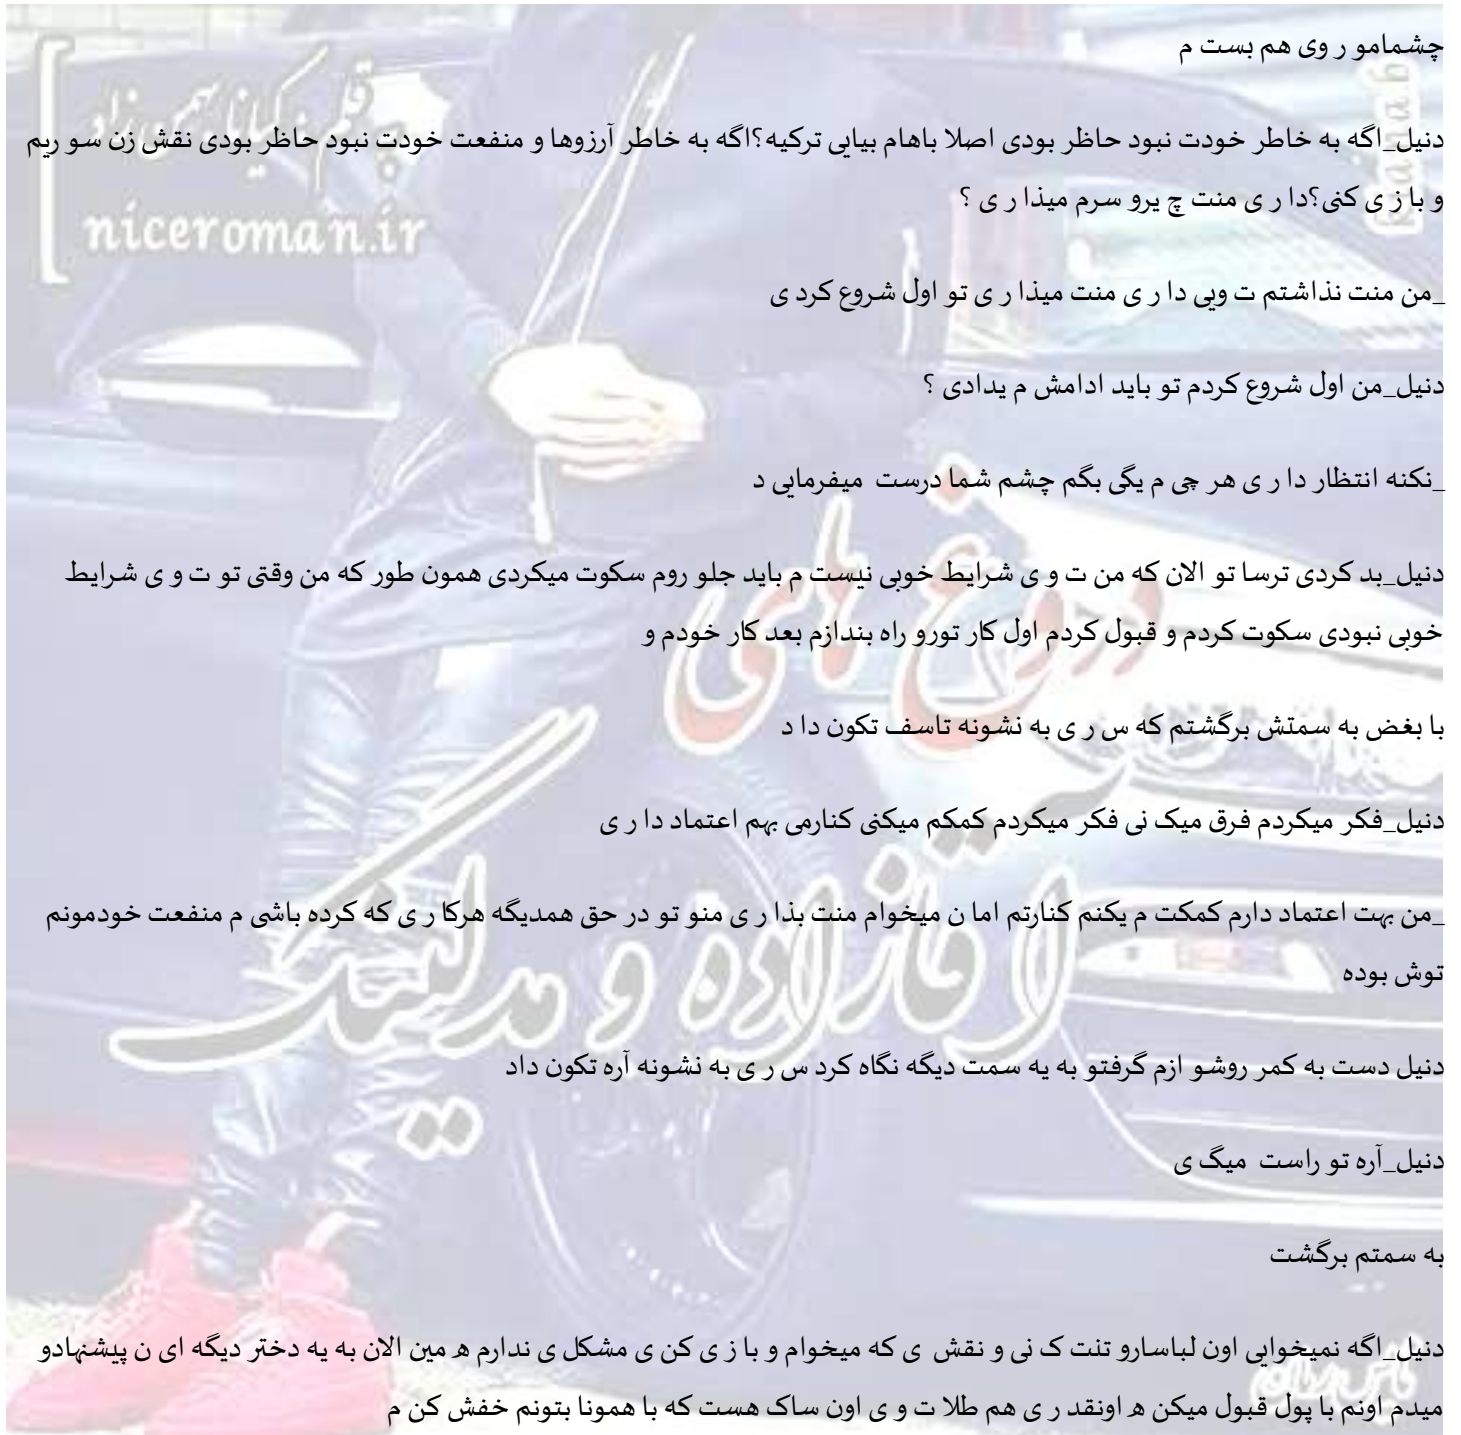 چشمامو ر وی هم بست م
دنیل_اگه به خاطر خودت نبود حاظر بودی اصلا باهام بیایی ترکیه؟اگه به خاطر آرزوها و منفعت خودت نبود حاظر بودی نقش زن سو ریم
و با ز ی کنی؟دا ر ی منت چ یرو سرم میذا ر ی ؟
_من منت نذاشتم ت ویی دا ر ی منت میذا ر ی تو اول شروع کرد ی
دنیل_من اول شروع کردم تو باید ادامش م یدادی ؟
_نکنه انتظار دا ر ی هر چی م یگی بگم چشم شما درست میفرمایی د
دنیل_بد کردی ترسا تو الان که من ت و ی شرایط خوبی نیست م باید جلو روم سکوت میکردی همون طور که من وقتی تو ت و ی شرایط
خوبی نبودی سکوت کردم و قبول کردم اول کار تورو راه بندازم بعد کار خودم و
با بغض به سمتش برگشتم که س ر ی به نشونه تاسف تکون دا د
دنیل_فکر میکردم فرق میک نی فکر میکردم کمکم میکنی کنارمی بهم اعتماد دا ر ی
_من بهت اعتماد دارم کمکت م یکنم کنارتم اما ن میخوام منت بذا ر ی منو تو در حق همدیگه هرکا ر ی که کرده باشی م منفعت خودمونم
توش بوده
دنیل دست به کمر روشو ازم گرفتو به یه سمت دیگه نگاه کرد س ر ی به نشونه آره تکون داد
دنیل_آره تو راست میگ ی
به سمتم برگشت
دنیل_اگه نمیخوایی اون لباسارو تنت ک نی و نقش ی که میخوام و با ز ی کن ی مشکل ی ندارم ه مین الان به یه دختر دیگه ای ن پیشنهادو
میدم اونم با پول قبول میکن ه اونقد ر ی هم طلا ت و ی اون ساک هست که با همونا بتونم خفش کن م
niceroman.ir
دروغ های
آقازاده و مدلینگ